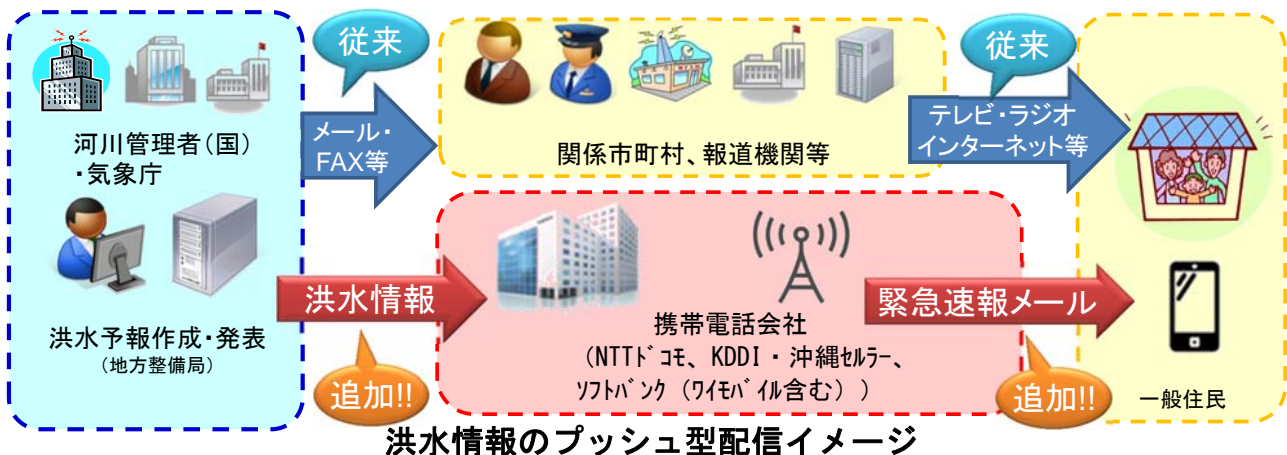 従来
従来
メール・
FAX等
テレビ・ラジオ
インターネット等
河川管理者(国)
・気象庁
関係市町村、報道機関等
洪水情報
緊急速報メール
洪水予報作成・発表
(地方整備局)
携帯電話会社
(NTTドコモ、KDDI・沖縄セルラー、
ソフトバンク(ワイモバイル含む))
追加!!
追加!!
一般住民
洪水情報のプッシュ型配信イメージ